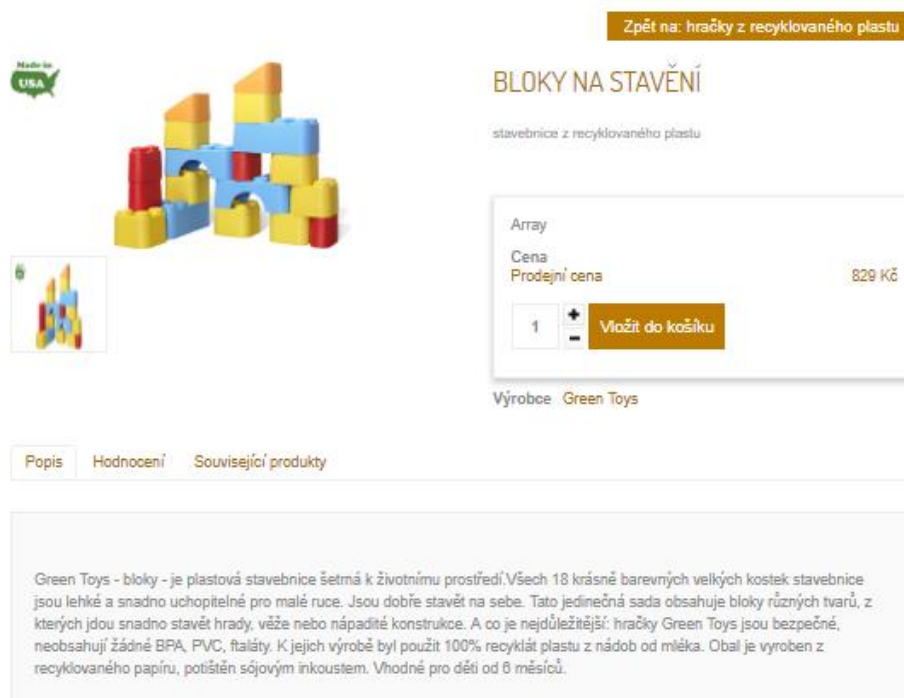 Zpět na: hračky z recyklovaného plastu
Made in
USA
BLOKY NA STAVĚNÍ
stavebnice z recyklovaného plastu
Array
Cena
Prodejní cena 829 Kč
1 + - Vložit do košíku
Výrobce Green Toys
Popis Hodnocení Související produkty
Green Toys - bloky - je plastová stavebnice šetrná k životnímu prostředí.Všech 18 krásně barevných velkých kostek stavebnice
jsou lehké a snadno uchopitelné pro malé ruce. Jsou dobře stavět na sebe. Tato jedinečná sada obsahuje bloky různých tvarů, z
kterých jdou snadno stavět hrady, věže nebo nápadité konstrukce. A co je nejdůležitější: hračky Green Toys jsou bezpečné,
neobsahují žádné BPA, PVC, ftaláty. K jejich výrobě byl použit 100% recyklát plastu z nádob od mléka. Obal je vyroben z
recyklovaného papíru, potištěn sójovým inkoustem. Vhodné pro děti od 6 měsíců.